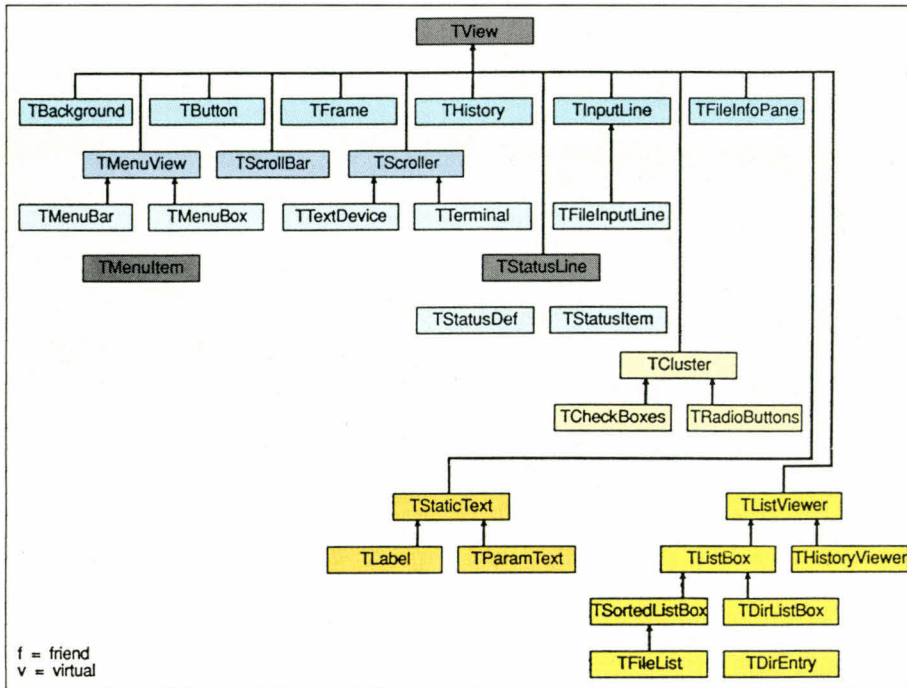 TView
TBackground TButton TFrame THistory TInputLine TFileInfoPane
TMenuView TScrollBar TScroller
TMenuBar TMenuBox TTextDevice TTerminal TFileInputLine
TMenuItem TStatusLine
TStatusDef TStatusItem
TCluster
TCheckBoxes TRadioButtons
TStaticText TListViewer
TLabel TParamText TListBox THistoryViewer
TSortedListBox TDirListBox
TFileList TDirEntry
f = friend
v = virtual